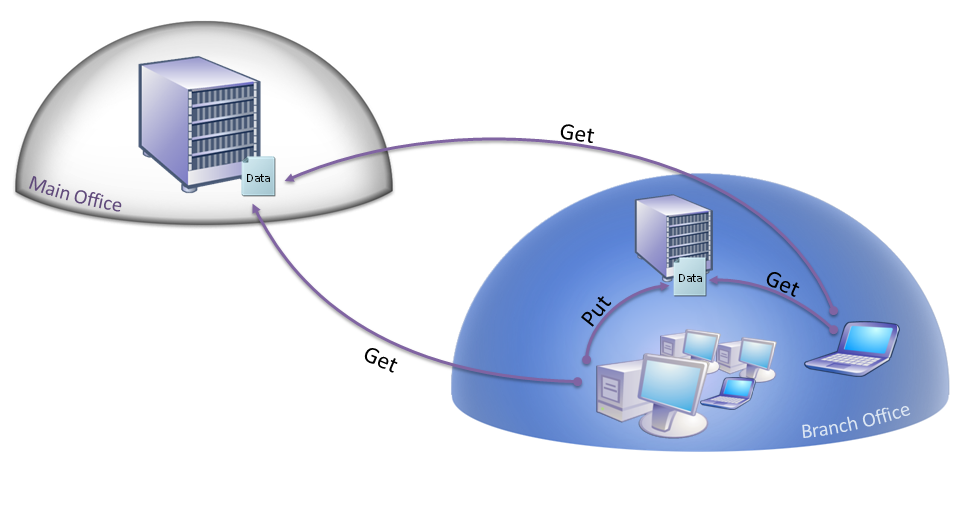 Get
Data
Main Office
Data
Get
Put
Get
Branch Office